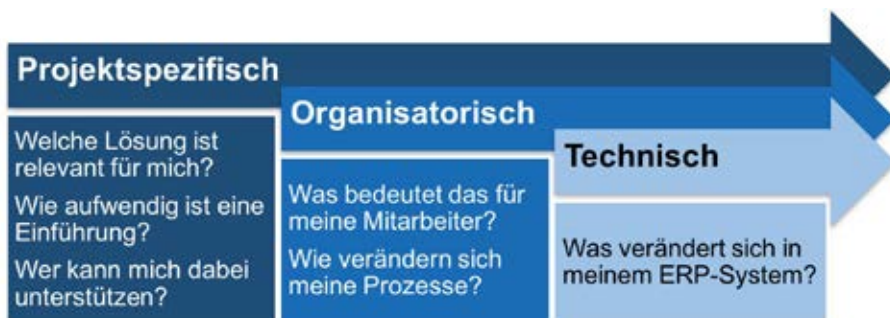 Projektspezifisch
Welche Lösung ist
relevant für mich?
Wie aufwendig ist eine
Einführung?
Wer kann mich dabei
unterstützen?
Organisatorisch
Was bedeutet das für
meine Mitarbeiter?
Wie verändern sich
meine Prozesse?
Technisch
Was verändert sich in
meinem ERP-System?